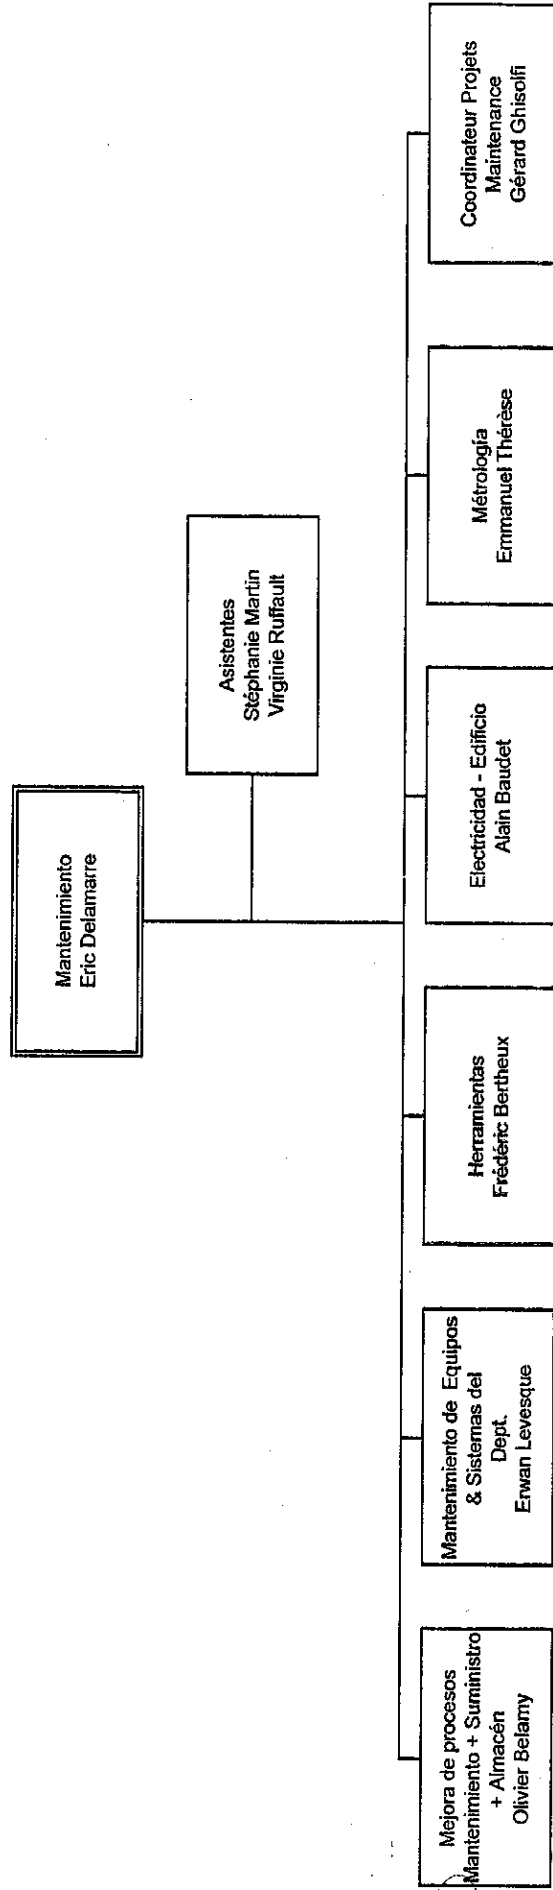 Mantenimiento
Eric Delamarre
Asistentes
Stéphanie Martin
Virginie Ruffault
Mejora de procesos
Mantenimiento + Suministro
+ Almacén
Olivier Belamy
Mantenimiento de Equipos
& Sistemas del
Dept.
Erwan Levesque
Herramientas
Frédéric Bertheux
Electricidad - Edificio
Alain Baudet
Métrología
Emmanuel Thérèse
Coordinateur Projets
Maintenance
Gérard Ghisolfi